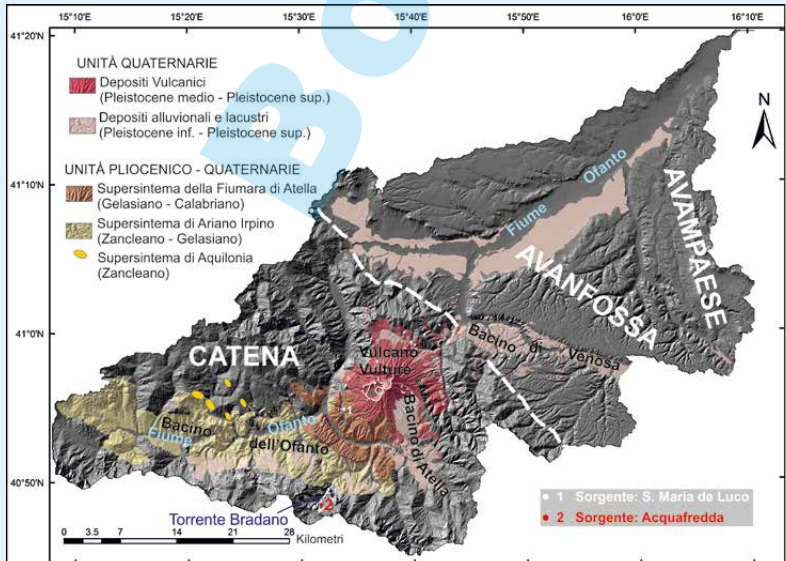 15°10'E 15°20'E 15°30'E 15°40'E 15°50'E 16°0'E 16°10'E
41°20'N
41°10'N
41°0'N
40°50'N
Bo
UNITÀ QUATERNARIE
Depositi Vulcanici
(Pleistocene medio - Pleistocene sup.)
Depositi alluvionali e lacustri
(Pleistocene inf. - Pleistocene sup.)
UNITÀ PLIOCENICO - QUATERNARIE
Supersintema della Fiumara di Atella
(Gelasiano - Calabriano)
Supersintema di Ariano Irpino
(Zancleano - Gelasiano)
Supersintema di Aquilonia
(Zancleano)
N
Fiume Ofanto
AVAMPAESE
AVANFOSSA
CATENA
Bacino di Venosa
Vulcano
Vulture
Bacino di Atella
Bacino
dell'Ofanto
Fiume Ofanto
Torrente Bradano
2
1 Sorgente: S. Maria de Luco
2 Sorgente: Acquafredda
0 3.5 7 14 21 28
Kilometri